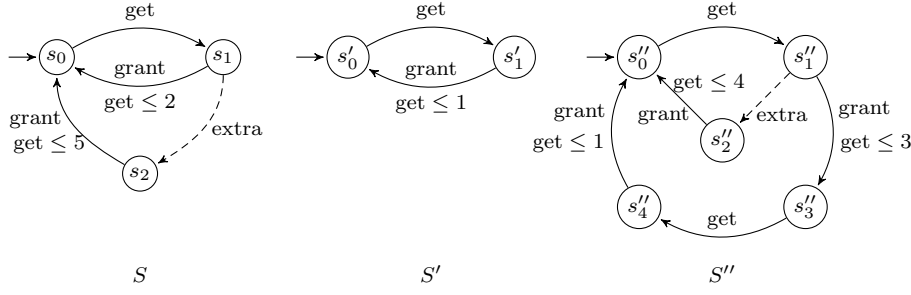 get
s₀
s₁
grant
get ≤ 2
grant
get ≤ 5
extra
s₂
S
get
s′₀
s′₁
grant
get ≤ 1
S′
get
s″₀
s″₁
get ≤ 4
grant
extra
s″₂
grant
get ≤ 3
grant
get ≤ 1
s″₄
s″₃
get
S″